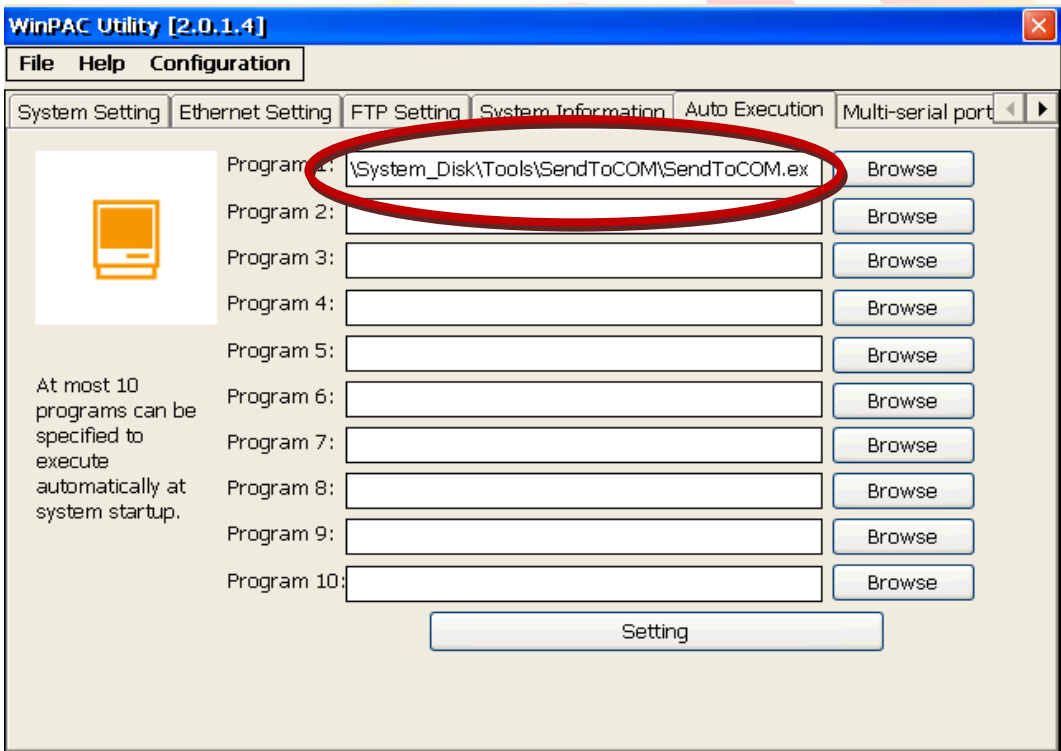 WinPAC Utility [2.0.1.4]
File Help Configuration
System Setting Ethernet Setting FTP Setting System Information Auto Execution Multi-serial port
Program 1: \System_Disk\Tools\SendToCOM\SendToCOM.ex Browse
Program 2: Browse
Program 3: Browse
Program 4: Browse
Program 5: Browse
Program 6: Browse
Program 7: Browse
Program 8: Browse
Program 9: Browse
Program 10: Browse
At most 10
programs can be
specified to
execute
automatically at
system startup.
Setting